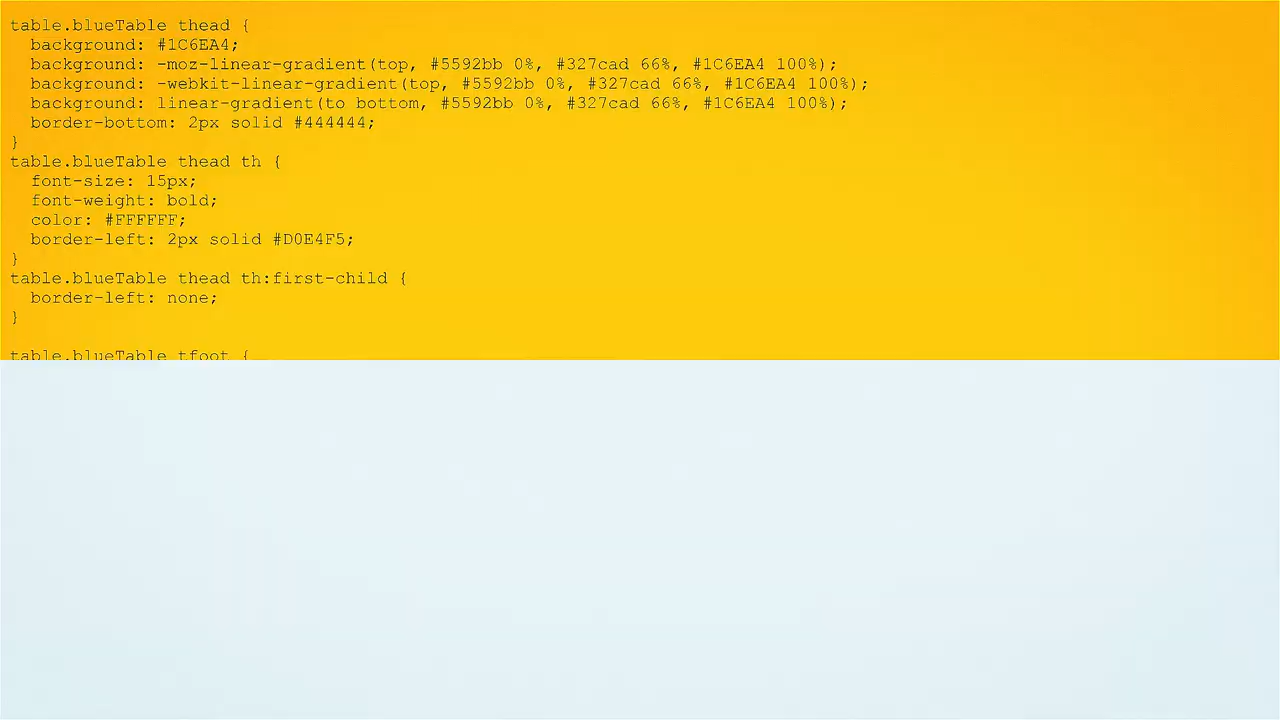 table.blueTable thead {
  background: #1C6EA4;
  background: -moz-linear-gradient(top, #5592bb 0%, #327cad 66%, #1C6EA4 100%);
  background: -webkit-linear-gradient(top, #5592bb 0%, #327cad 66%, #1C6EA4 100%);
  background: linear-gradient(to bottom, #5592bb 0%, #327cad 66%, #1C6EA4 100%);
  border-bottom: 2px solid #444444;
}
table.blueTable thead th {
  font-size: 15px;
  font-weight: bold;
  color: #FFFFFF;
  border-left: 2px solid #D0E4F5;
}
table.blueTable thead th:first-child {
  border-left: none;
}

table.blueTable tfoot {